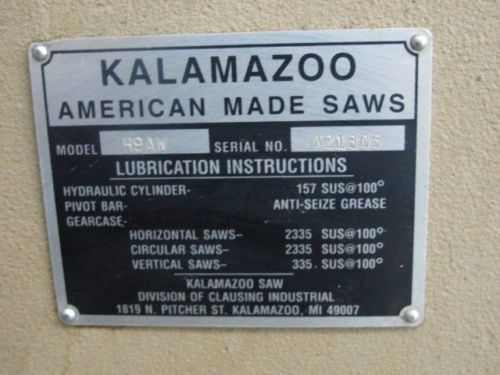 KALAMAZOO
AMERICAN MADE SAWS
MODEL H9AW SERIAL NO.
LUBRICATION INSTRUCTIONS
HYDRAULIC CYLINDER- 157 SUS@100°
PIVOT BAR- ANTI-SEIZE GREASE
GEARCASE-
HORIZONTAL SAWS- 2335 SUS@100°
CIRCULAR SAWS- 2335 SUS@100°
VERTICAL SAWS- 335 SUS@100°
KALAMAZOO SAW
DIVISION OF CLAUSING INDUSTRIAL
1819 N. PITCHER ST. KALAMAZOO, MI 49007